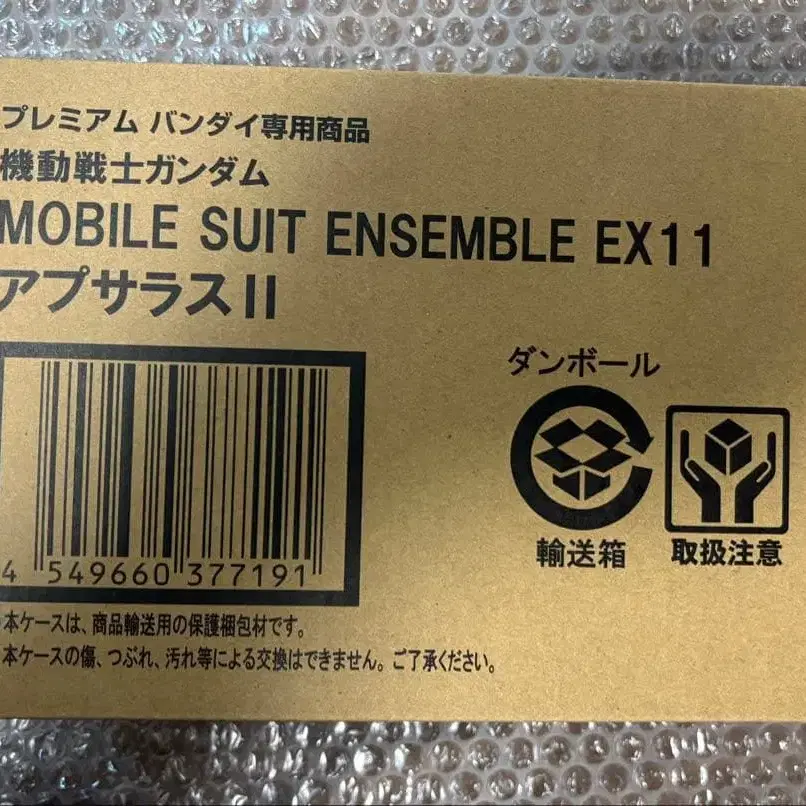 プレミアム バンダイ専用商品
機動戦士ガンダム
MOBILE SUIT ENSEMBLE EX11
アプサラスII
ダンボール
輸送箱
取扱注意
4 549660 377191
本ケースは、商品輸送用の保護梱包材です。
本ケースの傷、つぶれ、汚れ等による交換はできません。ご了承ください。